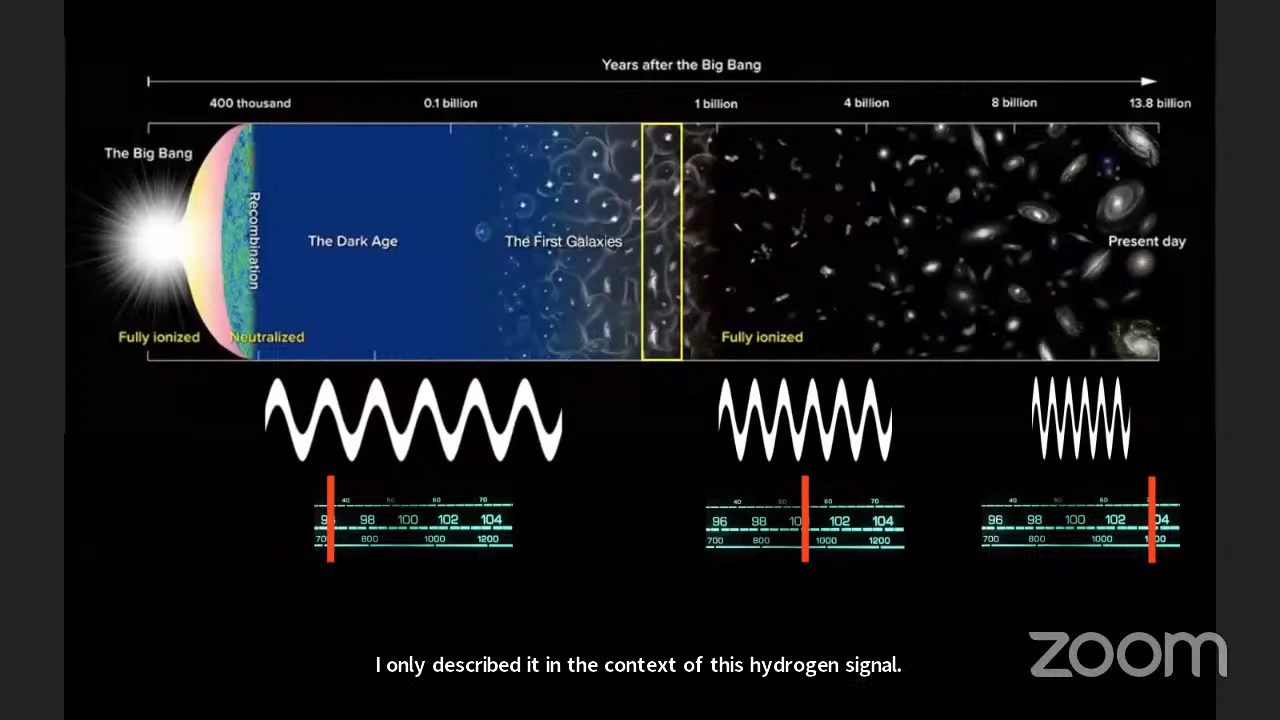 Years after the Big Bang
400 thousand 0.1 billion 1 billion 4 billion 8 billion 13.8 billion
The Big Bang
Recombination
The Dark Age The First Galaxies Present day
Fully ionized Neutralized Fully ionized
40 50 60 70
98 100 102 104
800 1000 1200
40 50 60 70
96 98 102 104
700 800 1000 1200
40 50 60
96 98 100 102
700 800 1000
I only described it in the context of this hydrogen signal.
zoom